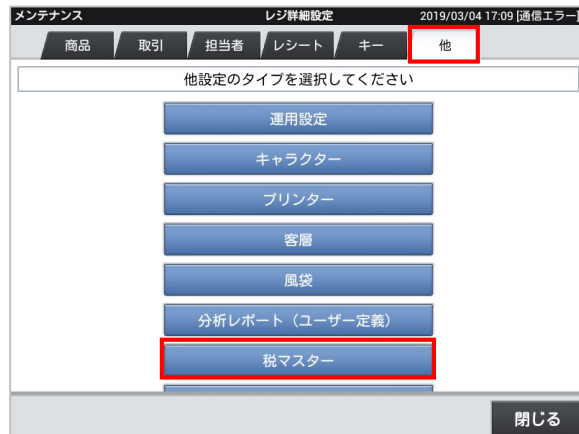 メンテナンス レジ詳細設定 2019/03/04 17:09 [通信エラー]
商品 取引 担当者 レシート キー 他
他設定のタイプを選択してください
運用設定
キャラクター
プリンター
客層
風袋
分析レポート（ユーザー定義）
税マスター
閉じる